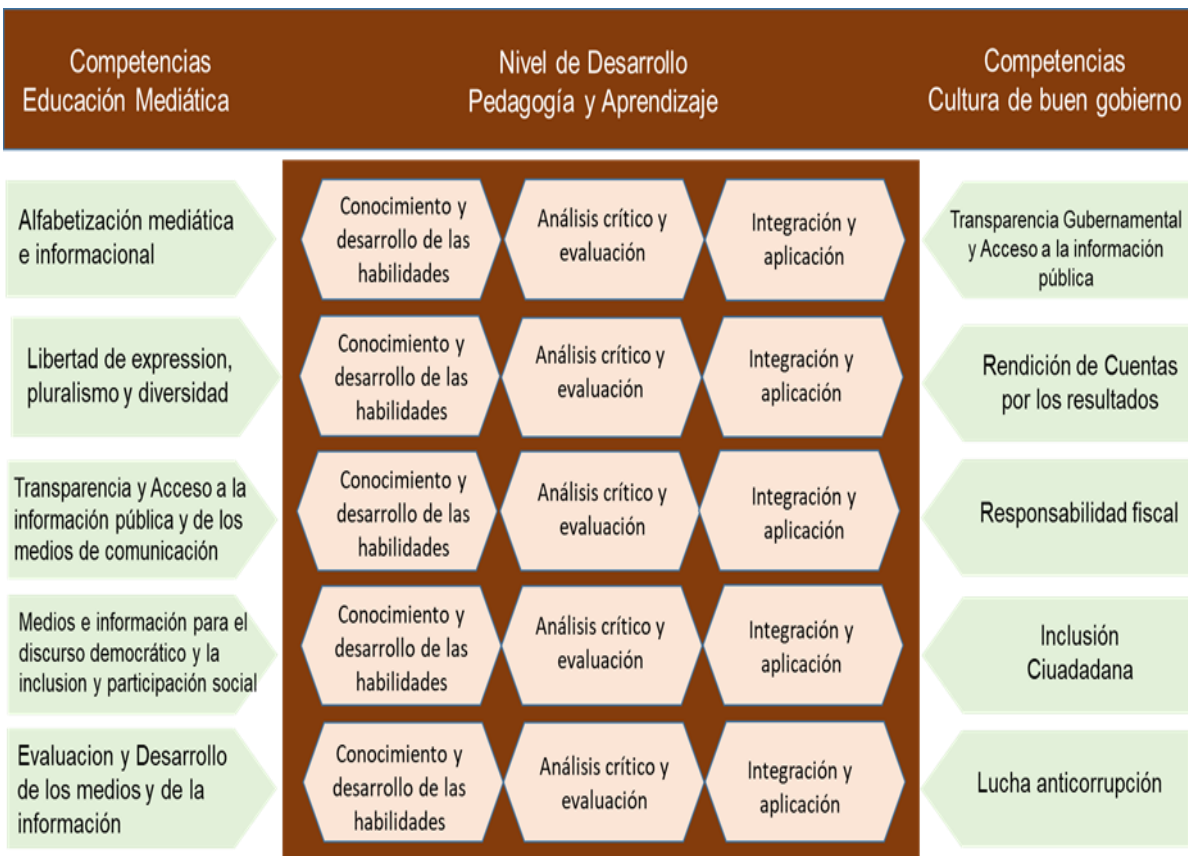 Competencias
Educación Mediática
Nivel de Desarrollo
Pedagogía y Aprendizaje
Competencias
Cultura de buen gobierno
Alfabetización mediática
e informacional
Conocimiento y
desarrollo de las
habilidades
Análisis crítico y
evaluación
Integración y
aplicación
Transparencia Gubernamental
y Acceso a la información
pública
Libertad de expression,
pluralismo y diversidad
Conocimiento y
desarrollo de las
habilidades
Análisis crítico y
evaluación
Integración y
aplicación
Rendición de Cuentas
por los resultados
Transparencia y Acceso a la
información pública y de los
medios de comunicación
Conocimiento y
desarrollo de las
habilidades
Análisis crítico y
evaluación
Integración y
aplicación
Responsabilidad fiscal
Medios e información para el
discurso democrático y la
inclusion y participación social
Conocimiento y
desarrollo de las
habilidades
Análisis crítico y
evaluación
Integración y
aplicación
Inclusión
Ciuadadana
Evaluacion y Desarrollo
de los medios y de la
información
Conocimiento y
desarrollo de las
habilidades
Análisis crítico y
evaluación
Integración y
aplicación
Lucha anticorrupción